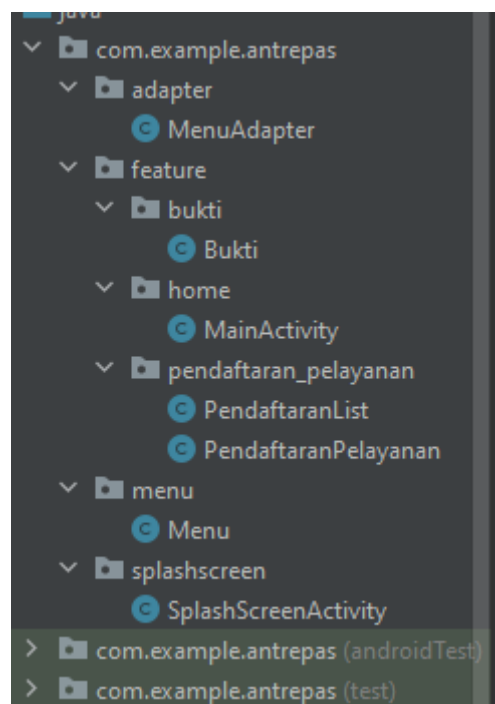 java
com.example.antrepas
adapter
MenuAdapter
feature
bukti
Bukti
home
MainActivity
pendaftaran_pelayanan
PendaftaranList
PendaftaranPelayanan
menu
Menu
splashscreen
SplashScreenActivity
com.example.antrepas (androidTest)
com.example.antrepas (test)